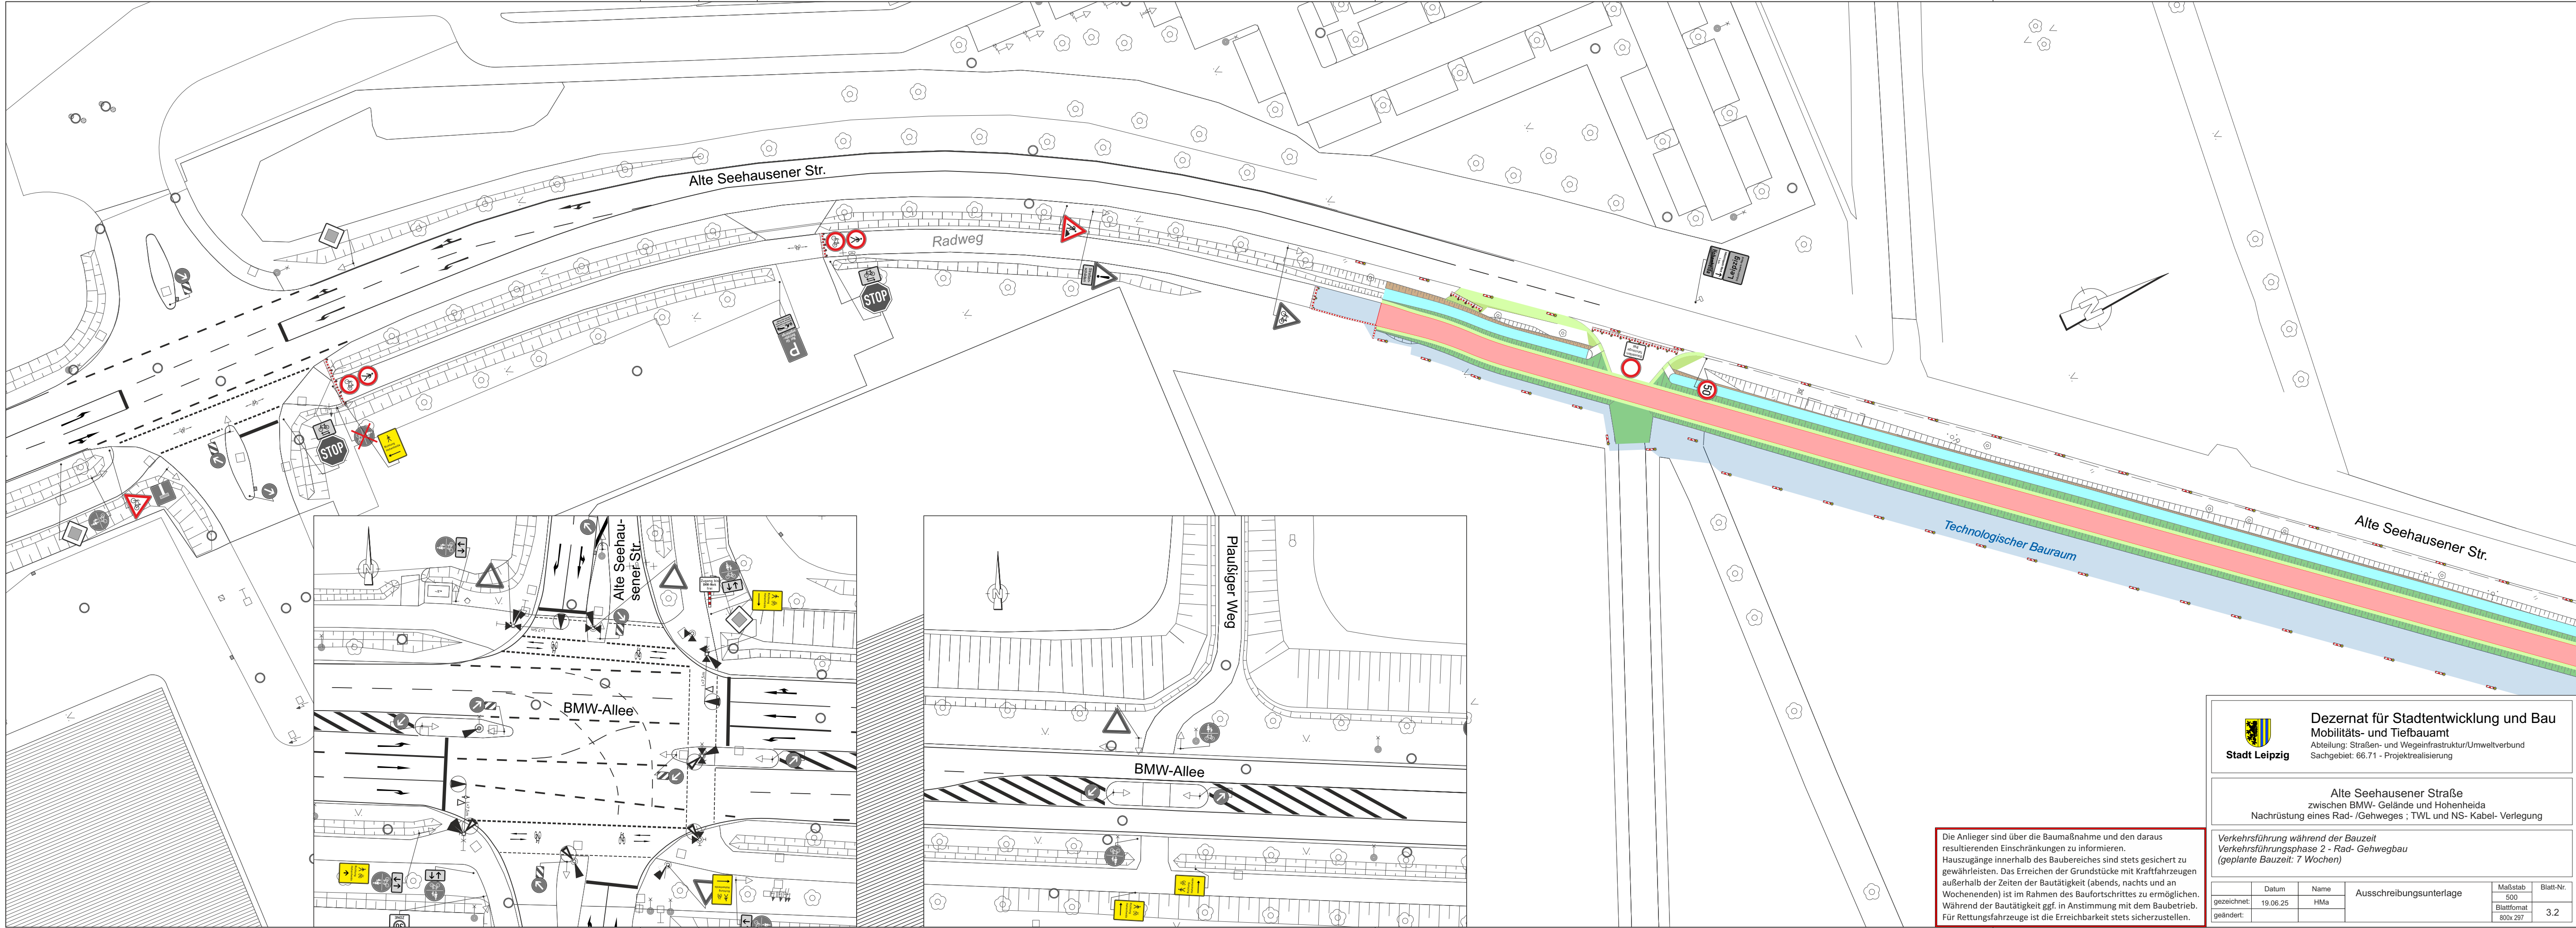 Alte Seehausener Str.
Radweg
STOP
STOP
P
Leipzig
50
Technologischer Bauraum
Alte Seehausener Str.
Alte Seehau-
sener Str.
BMW-Allee
Plaußiger Weg
BMW-Allee
N
Die Anlieger sind über die Baumaßnahme und den daraus
resultierenden Einschränkungen zu informieren.
Hauszugänge innerhalb des Baubereiches sind stets gesichert zu
gewährleisten. Das Erreichen der Grundstücke mit Kraftfahrzeugen
außerhalb der Zeiten der Bautätigkeit (abends, nachts und an
Wochenenden) ist im Rahmen des Baufortschrittes zu ermöglichen.
Während der Bautätigkeit ggf. in Anstimmung mit dem Baubetrieb.
Für Rettungsfahrzeuge ist die Erreichbarkeit stets sicherzustellen.
Stadt Leipzig
Dezernat für Stadtentwicklung und Bau
Mobilitäts- und Tiefbauamt
Abteilung: Straßen- und Wegeinfrastruktur/Umweltverbund
Sachgebiet: 66.71 - Projektrealisierung
Alte Seehausener Straße
zwischen BMW- Gelände und Hohenheida
Nachrüstung eines Rad- /Gehweges ; TWL und NS- Kabel- Verlegung
Verkehrsführung während der Bauzeit
Verkehrsführungsphase 2 - Rad- Gehwegbau
(geplante Bauzeit: 7 Wochen)
Datum Name Ausschreibungsunterlage Maßstab Blatt-Nr.
500
gezeichnet: 19.06.25 HMa
Blattfomat
geändert: 800x 297 3.2